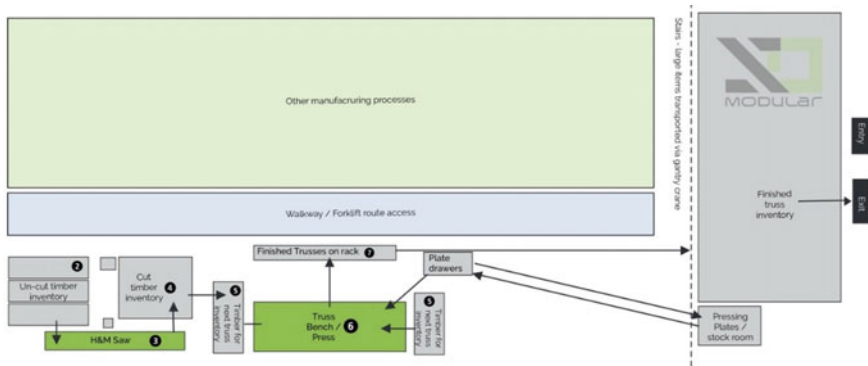 Other manufacruring processes
Walkway / Forklift route access
Stairs - Large items transported via gantry crane
XO
MODULAR
Entry
Exit
Finished
truss
inventory
Finished Trusses on rack 7
Plate
drawers
2
Un-cut timber
inventory
Cut
timber
inventory 4
5
Timber for
next truss
inventory
Truss
Bench /
Press 6
5
Timber for
next truss
inventory
H&M Saw 3
Pressing
Plates /
stock room